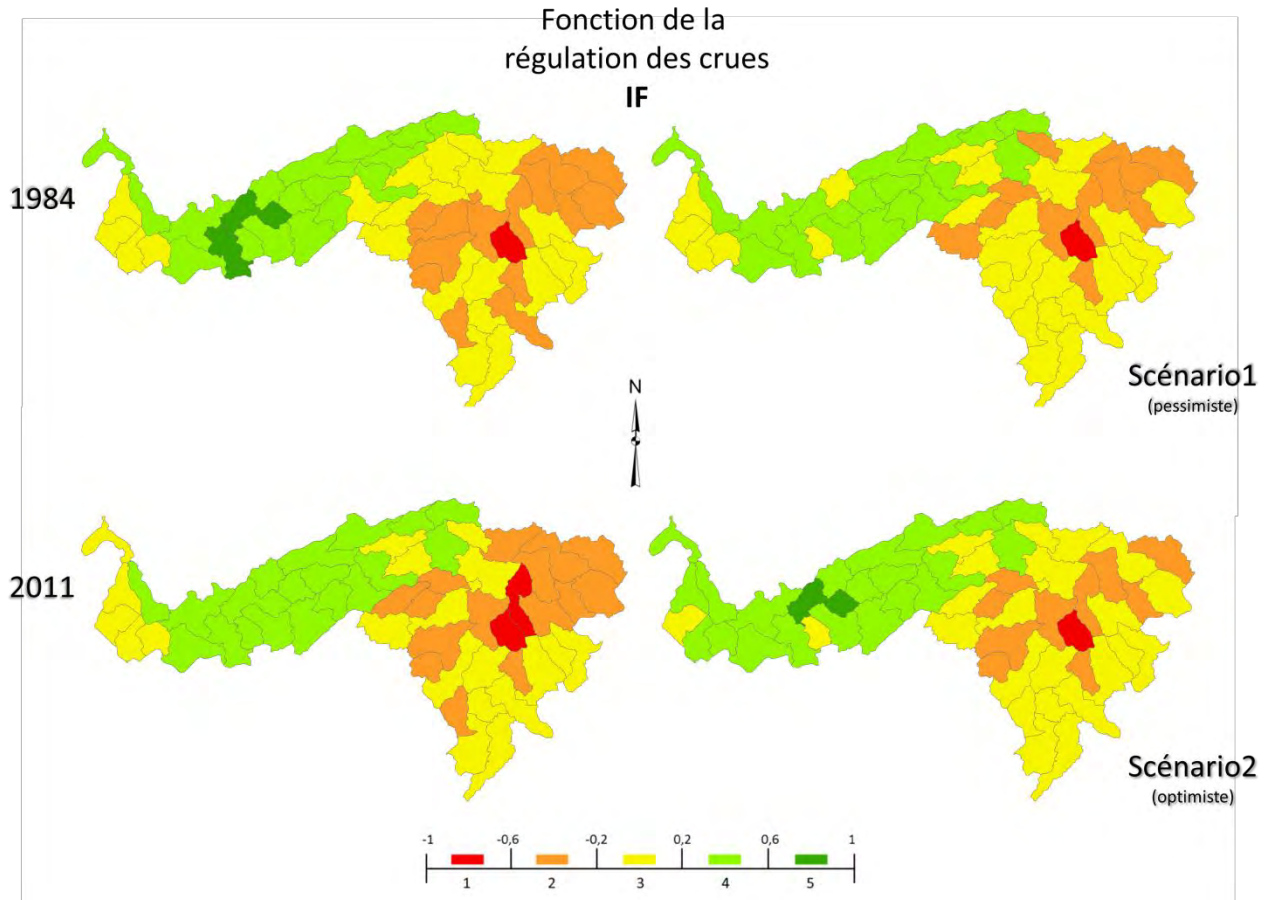 Fonction de la
régulation des crues
IF
1984
Scénario1
(pessimiste)
N
2011
Scénario2
(optimiste)
-1 -0,6 -0,2 0,2 0,6 1
1 2 3 4 5